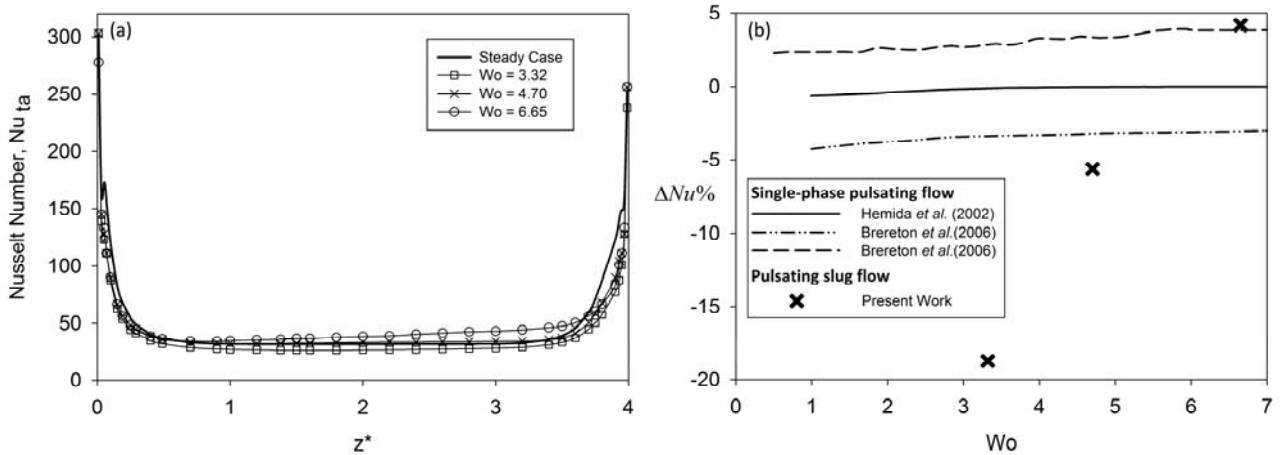 (a)
Nusselt Number, Nu ta
300
250
200
150
100
50
0
0
1
2
3
4
z*
Steady Case
Wo = 3.32
Wo = 4.70
Wo = 6.65
(b)
ΔNu%
5
0
-5
-10
-15
-20
0
1
2
3
4
5
6
7
Wo
Single-phase pulsating flow
Hemida et al. (2002)
Brereton et al.(2006)
Brereton et al.(2006)
Pulsating slug flow
Present Work